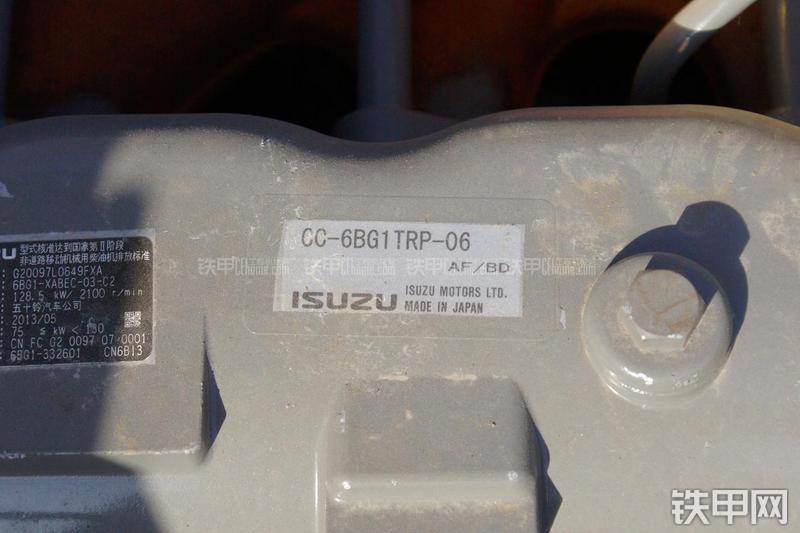 ZU 型式核准达到国家第Ⅱ阶段
非道路移动机械用柴油机排放标准
G20097L0649FXA
6BG1-XABEC-03-C2
128.5 kW/ 2100 r/min
五十铃汽车公司
2013/05
75 ≤ kW < 130
CN FC G2 0097 07 0001
6BG1-332601 CN6B13
CC-6BG1TRP-06
AF/BD
ISUZU ISUZU MOTORS LTD.
MADE IN JAPAN
铁甲网